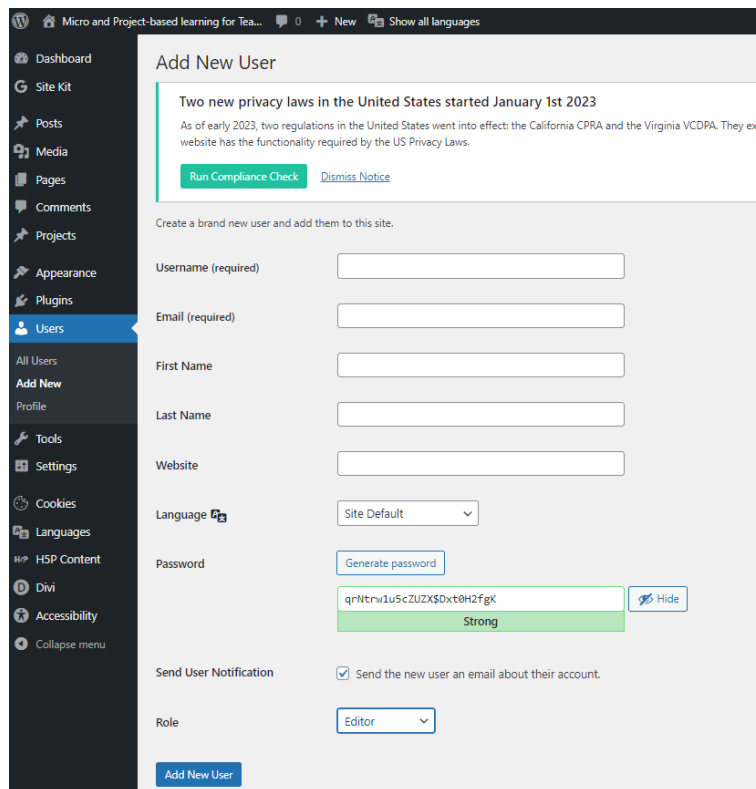 Micro and Project-based learning for Tea... 0 New Show all languages
Dashboard
Site Kit
Posts
Media
Pages
Comments
Projects
Appearance
Plugins
Users
All Users
Add New
Profile
Tools
Settings
Cookies
Languages
H5P H5P Content
Divi
Accessibility
Collapse menu
Add New User
Two new privacy laws in the United States started January 1st 2023
As of early 2023, two regulations in the United States went into effect: the California CPRA and the Virginia VCDPA. They ex
website has the functionality required by the US Privacy Laws.
Run Compliance Check Dismiss Notice
Create a brand new user and add them to this site.
Username (required)
Email (required)
First Name
Last Name
Website
Language Site Default
Password Generate password
qrNtrw1u5cZUZX$Dxt0H2fgK Hide
Strong
Send User Notification Send the new user an email about their account.
Role Editor
Add New User